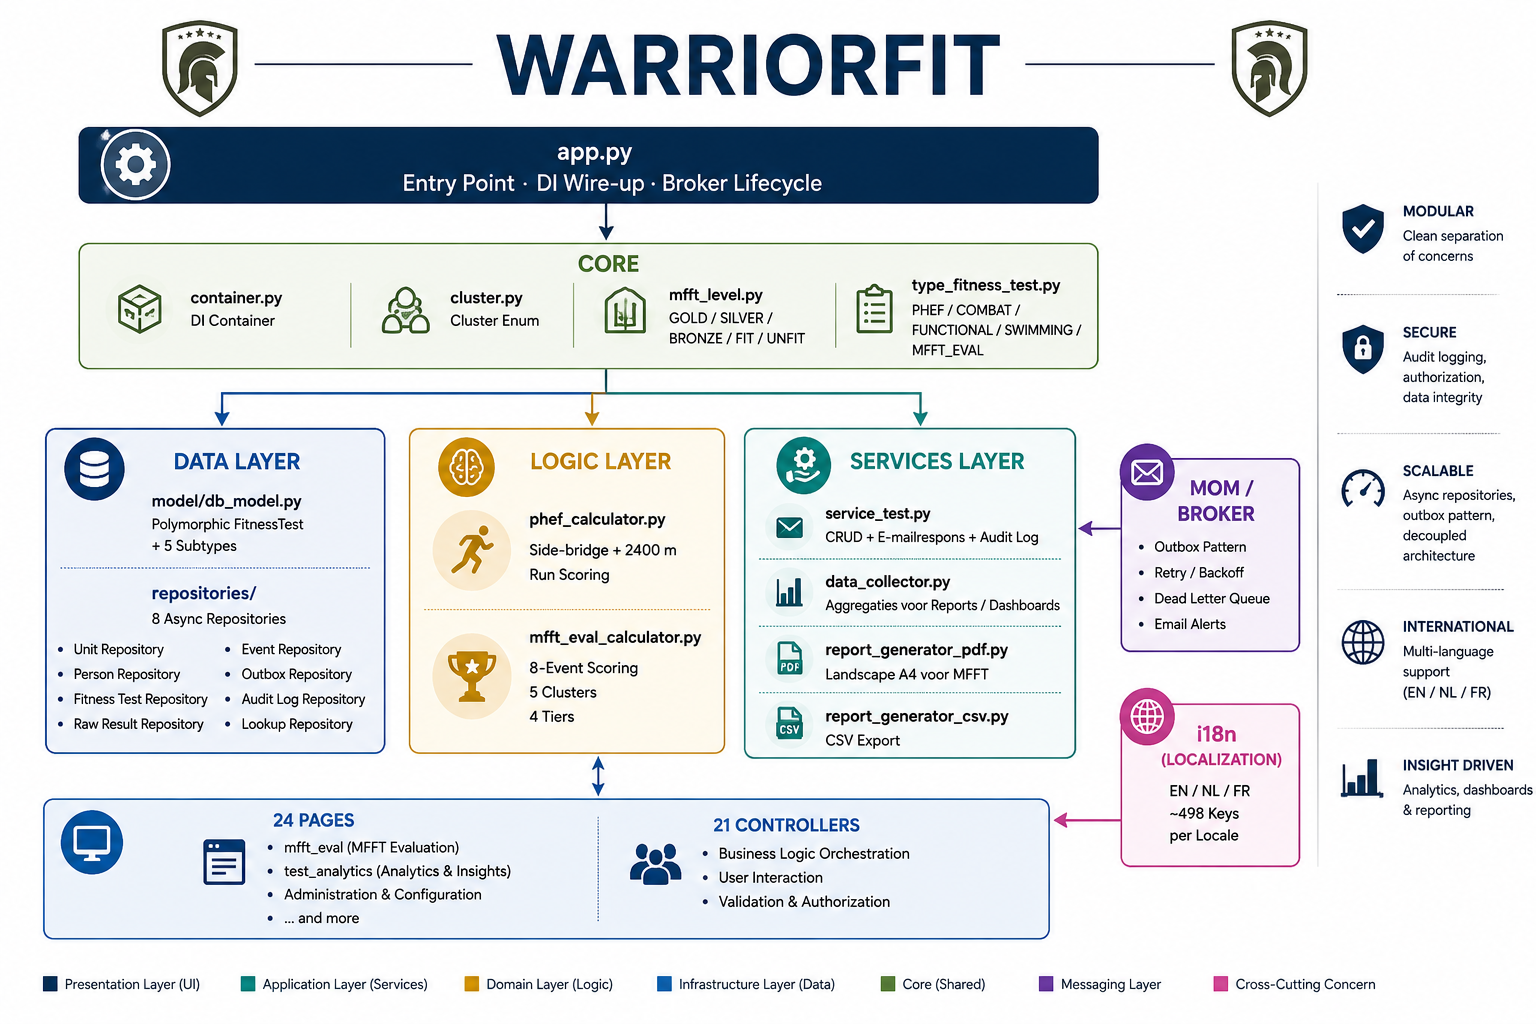 WARRIORFIT
app.py
Entry Point · DI Wire-up · Broker Lifecycle
CORE
container.py
DI Container
cluster.py
Cluster Enum
mfft_level.py
GOLD / SILVER /
BRONZE / FIT / UNFIT
type_fitness_test.py
PHEF / COMBAT /
FUNCTIONAL / SWIMMING /
MFFT_EVAL
DATA LAYER
model/db_model.py
Polymorphic FitnessTest
+ 5 Subtypes
repositories/
8 Async Repositories
• Unit Repository
• Person Repository
• Fitness Test Repository
• Raw Result Repository
• Event Repository
• Outbox Repository
• Audit Log Repository
• Lookup Repository
LOGIC LAYER
phef_calculator.py
Side-bridge + 2400 m
Run Scoring
mfft_eval_calculator.py
8-Event Scoring
5 Clusters
4 Tiers
SERVICES LAYER
service_test.py
CRUD + E-mailrespons + Audit Log
data_collector.py
Aggregaties voor Reports / Dashboards
PDF
report_generator_pdf.py
Landscape A4 voor MFFT
CSV
report_generator_csv.py
CSV Export
MOM /
BROKER
• Outbox Pattern
• Retry / Backoff
• Dead Letter Queue
• Email Alerts
i18n
(LOCALIZATION)
EN / NL / FR
~498 Keys
per Locale
24 PAGES
• mfft_eval (MFFT Evaluation)
• test_analytics (Analytics & Insights)
• Administration & Configuration
• ... and more
21 CONTROLLERS
• Business Logic Orchestration
• User Interaction
• Validation & Authorization
MODULAR
Clean separation
of concerns
SECURE
Audit logging,
authorization,
data integrity
SCALABLE
Async repositories,
outbox pattern,
decoupled
architecture
INTERNATIONAL
Multi-language
support
(EN / NL / FR)
INSIGHT DRIVEN
Analytics, dashboards
& reporting
Presentation Layer (UI)
Application Layer (Services)
Domain Layer (Logic)
Infrastructure Layer (Data)
Core (Shared)
Messaging Layer
Cross-Cutting Concern